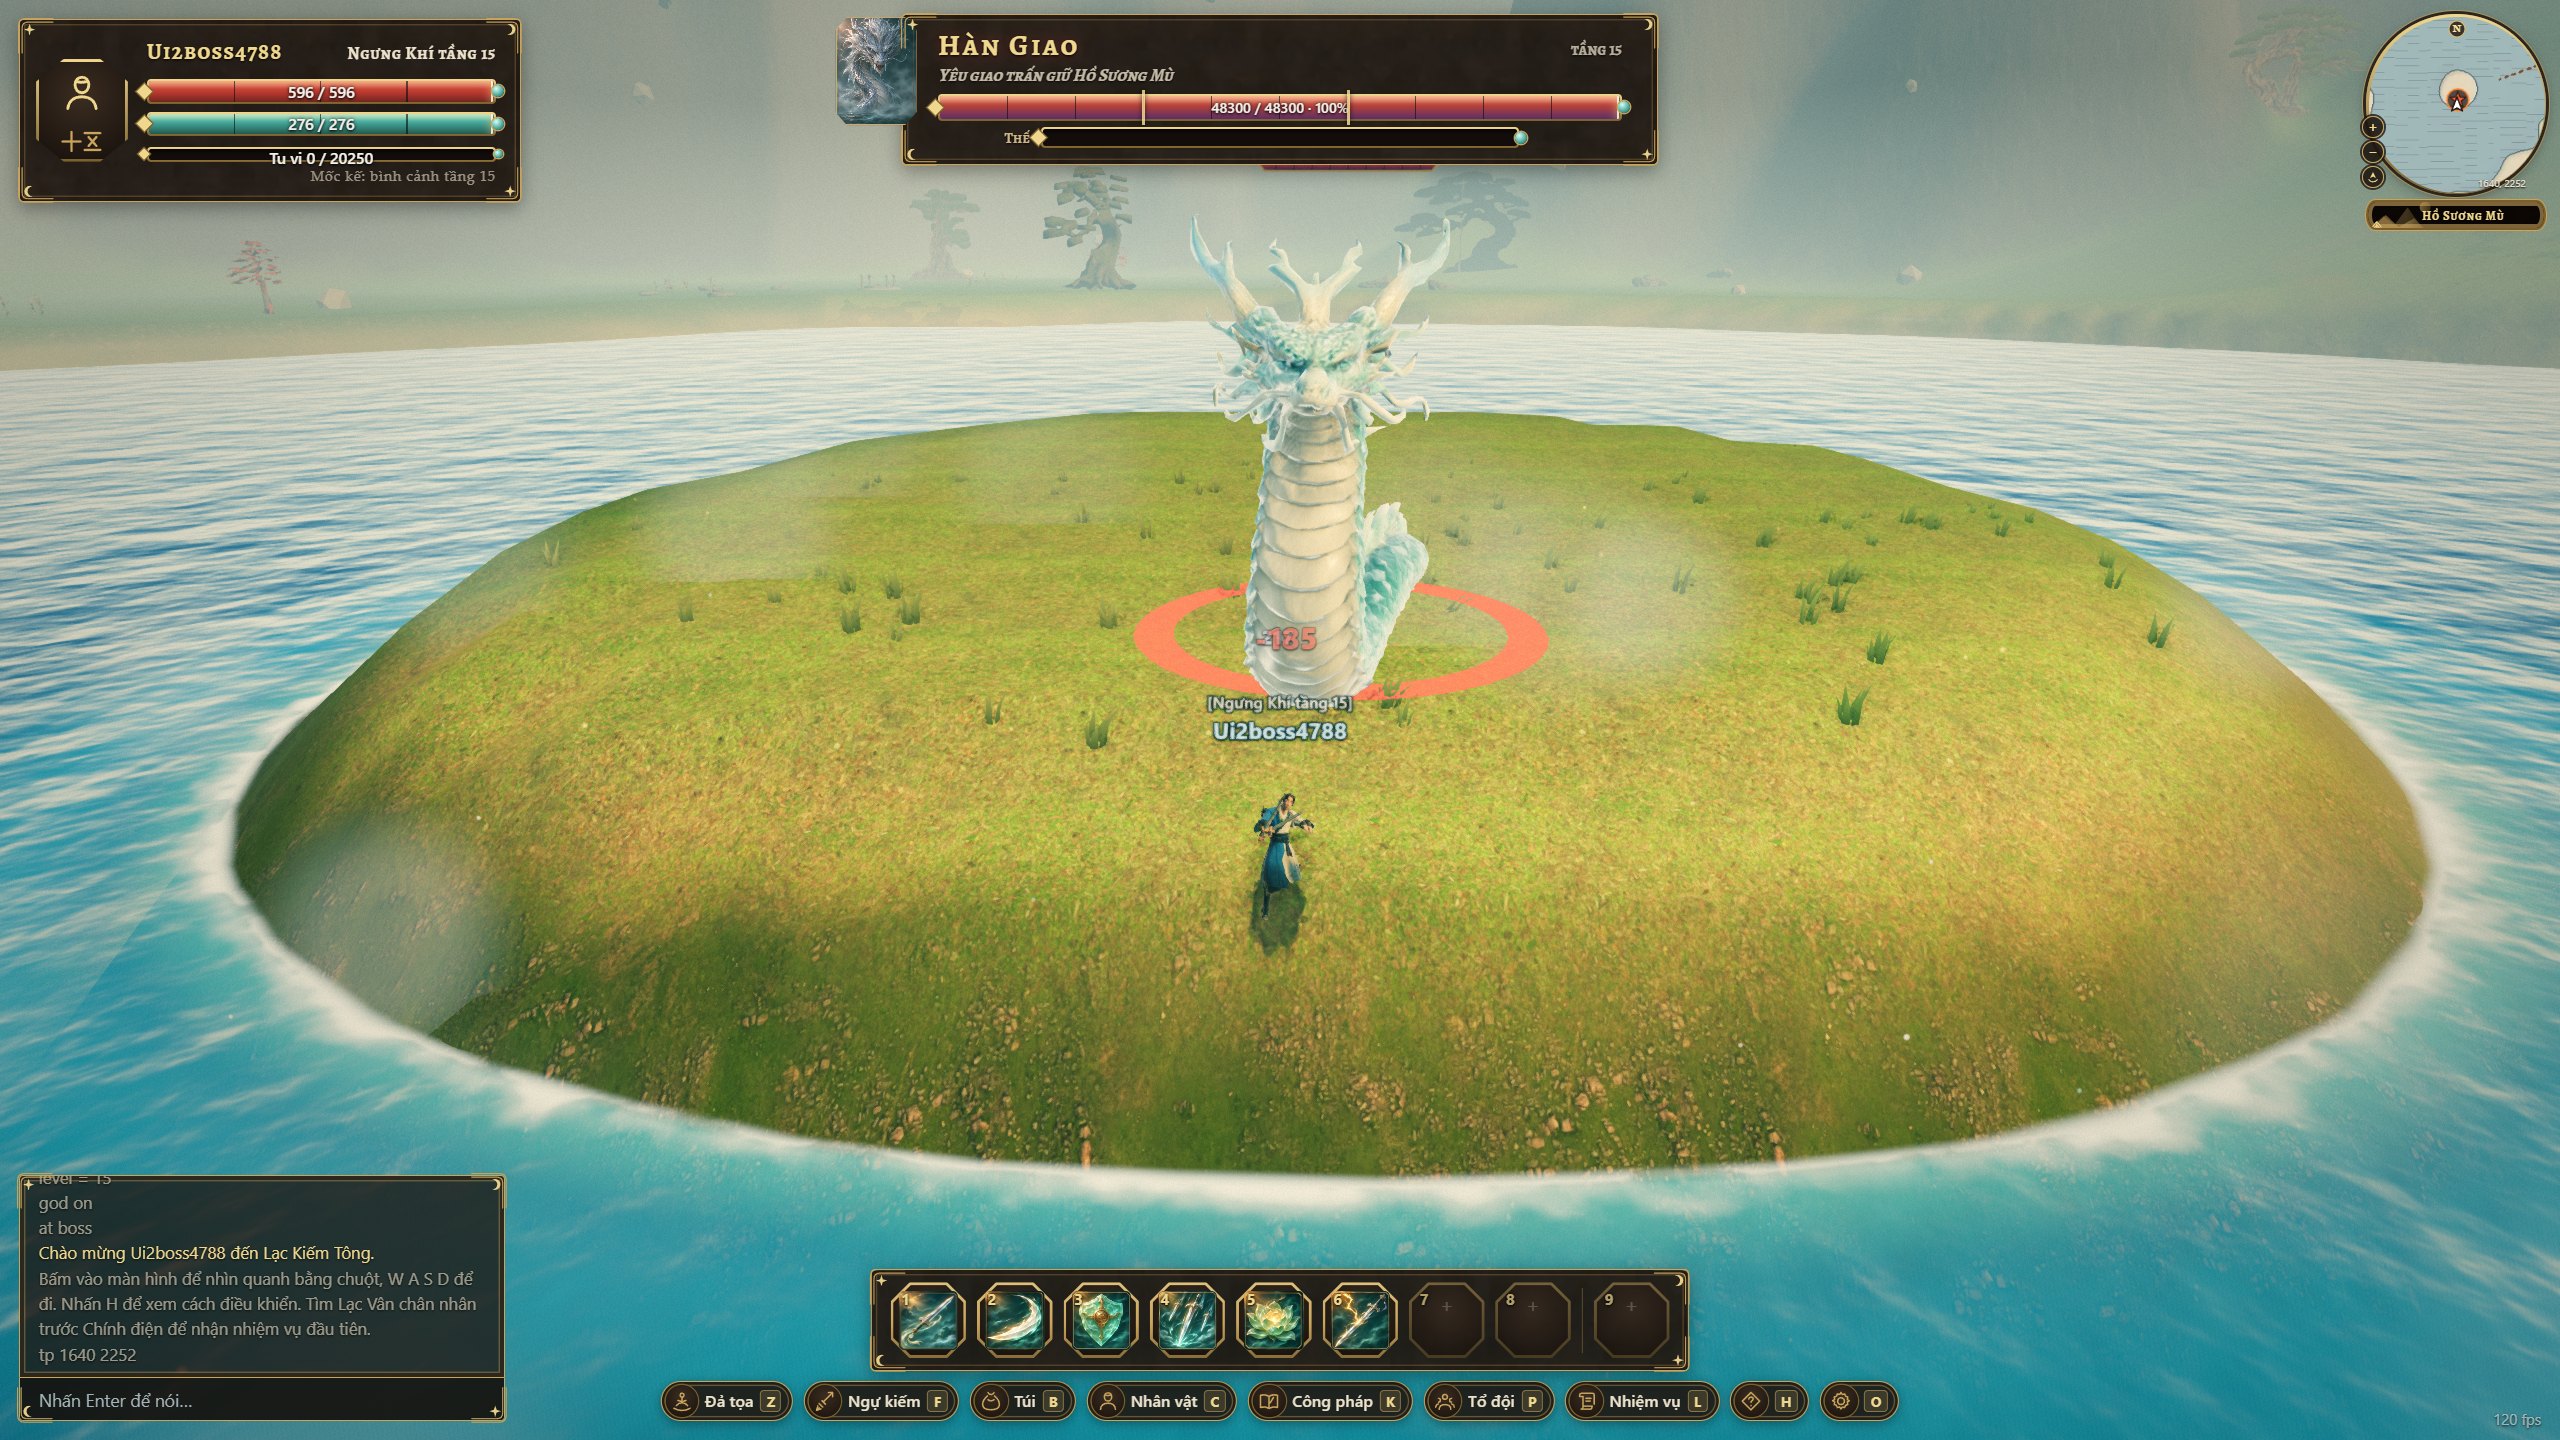 Ui2boss4788
Ngưng Khí tầng 15
596 / 596
276 / 276
Tu vi 0 / 20250
Mốc kế: bình cảnh tầng 15
Hàn Giao
tầng 15
Yêu giao trấn giữ Hồ Sương Mù
48300 / 48300 · 100%
Thế
N
+
−
1640, 2252
Hồ Sương Mù
[Ngưng Khí tầng 15]
Ui2boss4788
level = 15
god on
at boss
Chào mừng Ui2boss4788 đến Lạc Kiếm Tông.
Bấm vào màn hình để nhìn quanh bằng chuột, W A S D để
đi. Nhấn H để xem cách điều khiển. Tìm Lạc Vân chân nhân
trước Chính điện để nhận nhiệm vụ đầu tiên.
tp 1640 2252
Nhấn Enter để nói...
1 2 3 4 5 6 7 8 9
Đả tọa Z Ngự kiếm F Túi B Nhân vật C Công pháp K Tổ đội P Nhiệm vụ L H O
120 fps